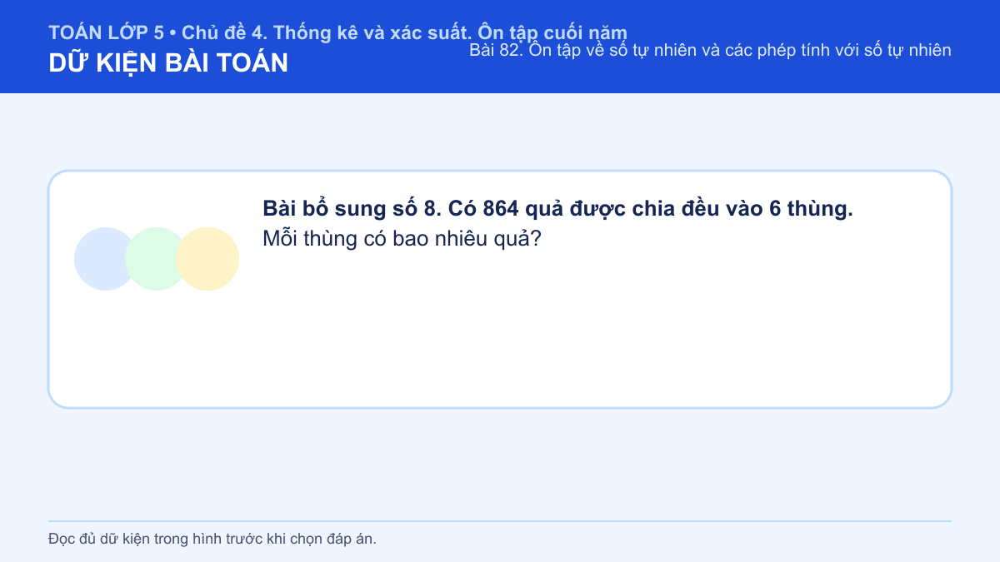 TOÁN LỚP 5 • Chủ đề 4. Thống kê và xác suất. Ôn tập cuối năm
Bài 82. Ôn tập về số tự nhiên và các phép tính với số tự nhiên
DỮ KIỆN BÀI TOÁN
Bài bổ sung số 8. Có 864 quả được chia đều vào 6 thùng.
Mỗi thùng có bao nhiêu quả?
Đọc đủ dữ kiện trong hình trước khi chọn đáp án.